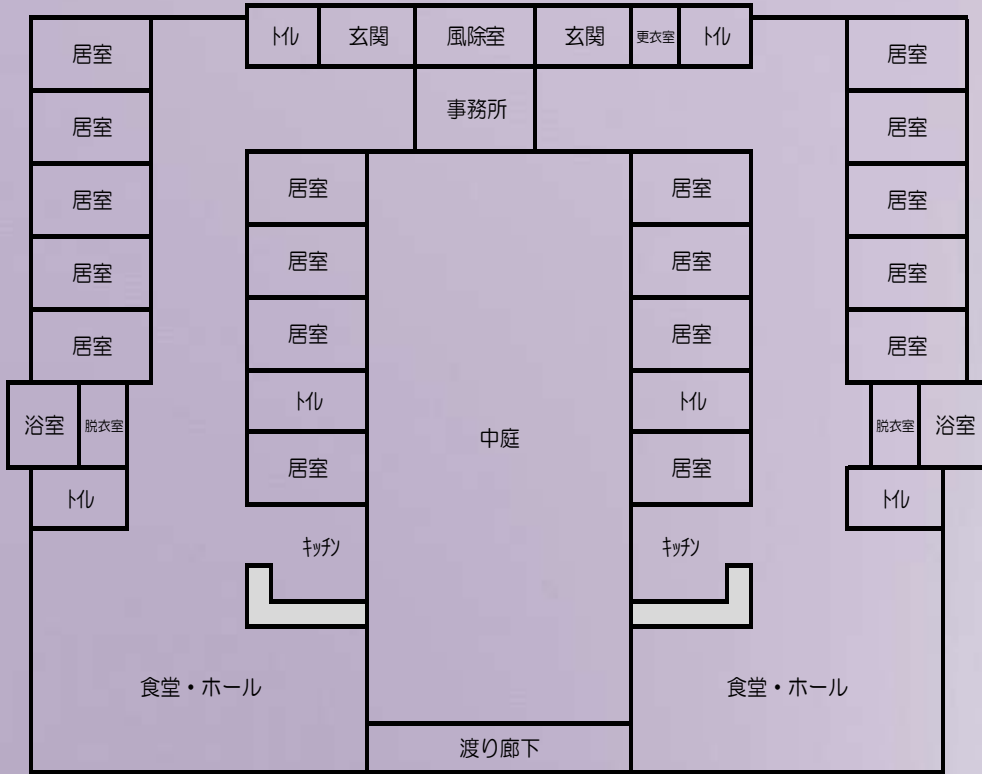 トイレ 玄関 風除室 玄関 更衣室 トイレ
居室 居室
事務所
居室 居室
居室 居室
居室 居室
居室 居室
居室 居室
居室 居室
居室 居室
トイレ トイレ
浴室 脱衣室 脱衣室 浴室
中庭
居室 居室
トイレ トイレ
キッチン キッチン
食堂・ホール 食堂・ホール
渡り廊下